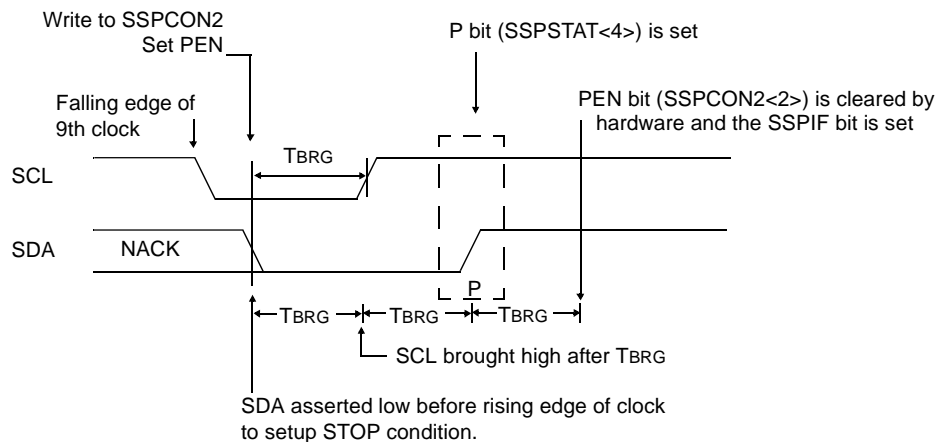 Write to SSPCON2
Set PEN
P bit (SSPSTAT<4>) is set
Falling edge of
9th clock
PEN bit (SSPCON2<2>) is cleared by
hardware and the SSPIF bit is set
TBRG
SCL
SDA
NACK
P
TBRG
TBRG
TBRG
SCL brought high after TBRG
SDA asserted low before rising edge of clock
to setup STOP condition.